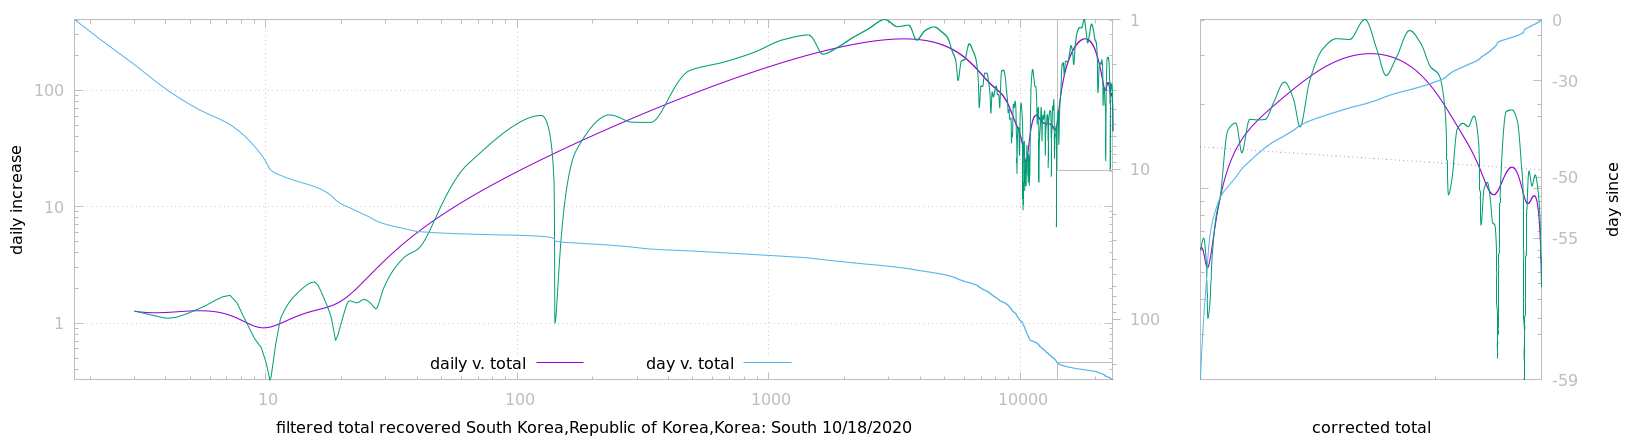 100
10
1
daily increase
1
10
100
daily v. total
day v. total
10
100
1000
10000
filtered total recovered South Korea,Republic of Korea,Korea: South 10/18/2020
0
-30
-50
-55
-59
day since
corrected total